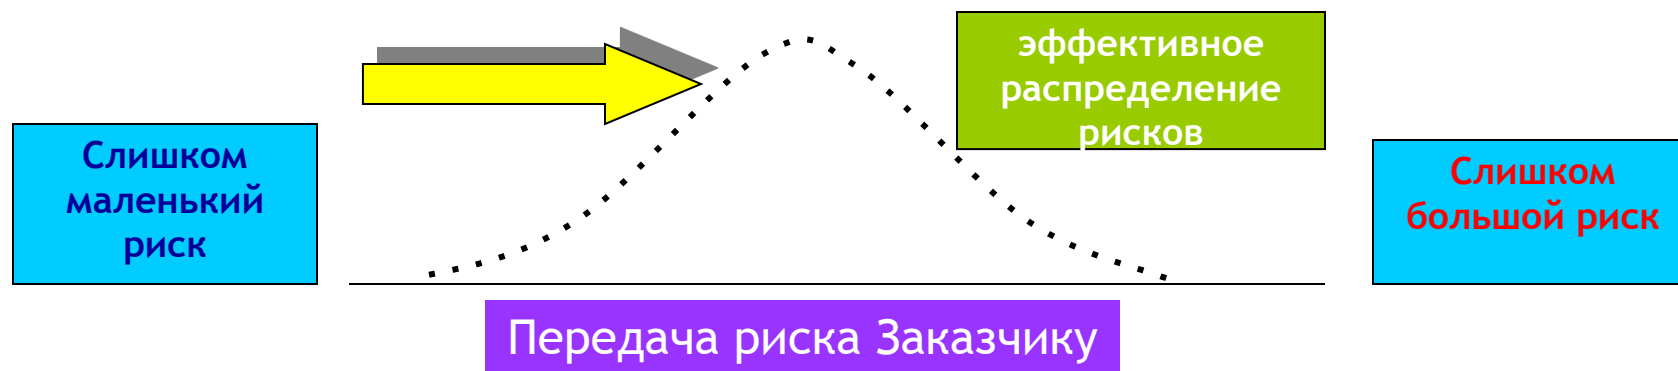 эффективное
распределение
рисков
Слишком
маленький
риск
Слишком
большой риск
Передача риска Заказчику